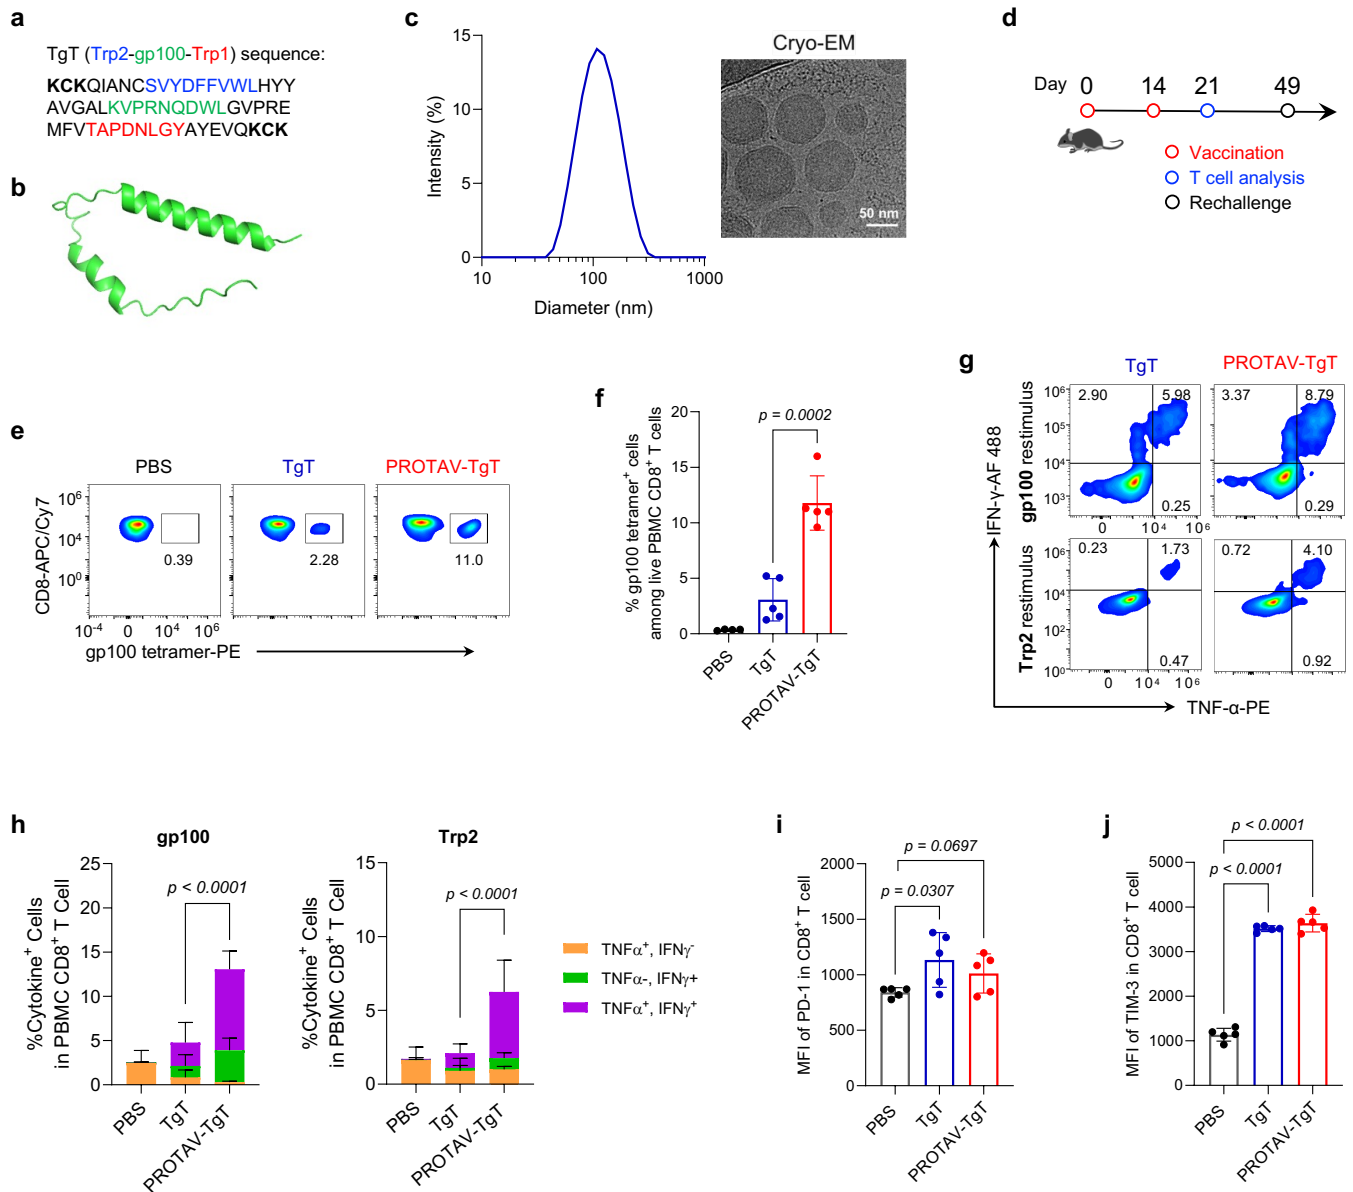 a
TgT (Trp2-gp100-Trp1) sequence:
KCKQIANCSVYDFFVWLHYY
AVGALKVPRNQDWLGVPRE
MFVTAPDNLGYAYEVQKCK
b
c
15
10
5
0
Intensity (%)
10
100
1000
Diameter (nm)
Cryo-EM
50 nm
d
Day 0 14 21 49
Vaccination
T cell analysis
Rechallenge
e
PBS
TgT
PROTAV-TgT
CD8-APC/Cy7
10⁶
10⁴
10⁰
0.39
2.28
11.0
10⁻⁴ 0 10⁴ 10⁶
gp100 tetramer-PE
f
% gp100 tetramer⁺ cells
among live PBMC CD8⁺ T cells
20
15
10
5
0
p = 0.0002
PBS
TgT
PROTAV-TgT
g
TgT
PROTAV-TgT
IFN-γ-AF 488
gp100 restimulus
10⁶
10⁵
10⁴
10³
2.90
5.98
0.25
3.37
8.79
0.29
0 10⁴ 10⁶
Trp2 restimulus
10⁶
10⁴
10²
10⁰
0.23
1.73
0.47
0.72
4.10
0.92
0 10⁴ 10⁶
TNF-α-PE
h
gp100
%Cytokine⁺ Cells
in PBMC CD8⁺ T Cell
25
20
15
10
5
0
p < 0.0001
PBS
TgT
PROTAV-TgT
Trp2
%Cytokine⁺ Cells
in PBMC CD8⁺ T Cell
15
10
5
0
p < 0.0001
PBS
TgT
PROTAV-TgT
TNFα⁺, IFNγ⁻
TNFα-, IFNγ+
TNFα⁺, IFNγ⁺
i
MFI of PD-1 in CD8⁺ T cell
2000
1500
1000
500
0
p = 0.0697
p = 0.0307
PBS
TgT
PROTAV-TgT
j
MFI of TIM-3 in CD8⁺ T cell
5000
4000
3000
2000
1000
0
p < 0.0001
p < 0.0001
PBS
TgT
PROTAV-TgT